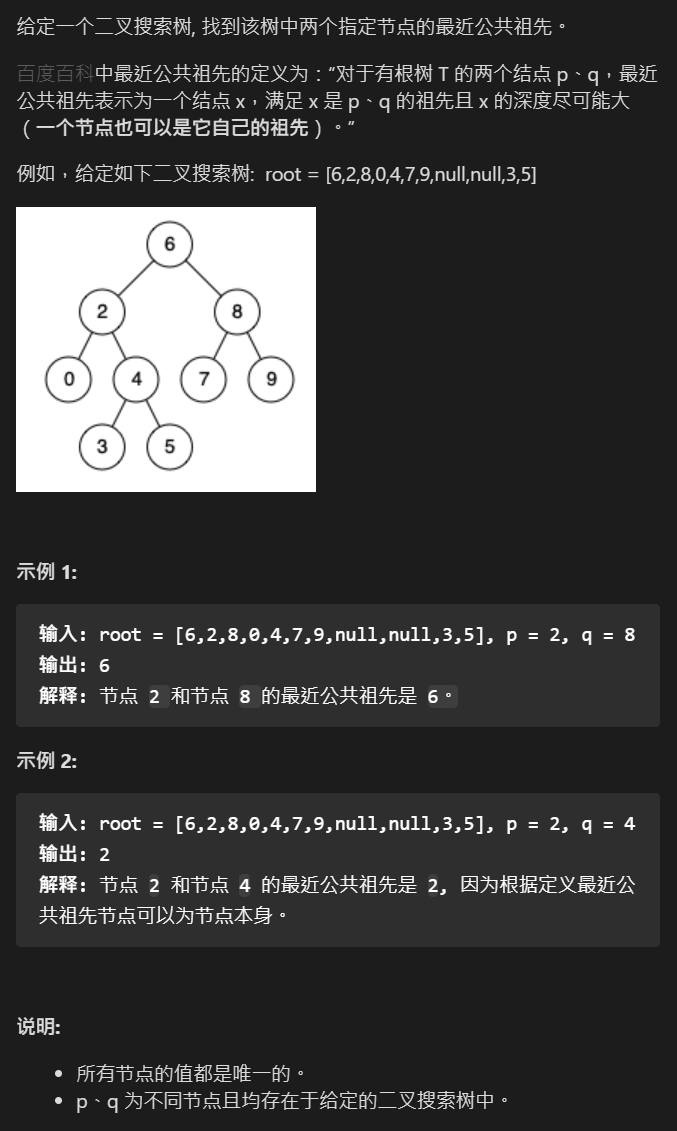 给定一个二叉搜索树, 找到该树中两个指定节点的最近公共祖先。
百度百科中最近公共祖先的定义为：“对于有根树 T 的两个结点 p、q，最近
公共祖先表示为一个结点 x，满足 x 是 p、q 的祖先且 x 的深度尽可能大
（一个节点也可以是它自己的祖先）。”
例如，给定如下二叉搜索树: root = [6,2,8,0,4,7,9,null,null,3,5]
6
2 8
0 4 7 9
3 5
示例 1:
输入: root = [6,2,8,0,4,7,9,null,null,3,5], p = 2, q = 8
输出: 6
解释: 节点 2 和节点 8 的最近公共祖先是 6。
示例 2:
输入: root = [6,2,8,0,4,7,9,null,null,3,5], p = 2, q = 4
输出: 2
解释: 节点 2 和节点 4 的最近公共祖先是 2, 因为根据定义最近公
共祖先节点可以为节点本身。
说明:
• 所有节点的值都是唯一的。
• p、q 为不同节点且均存在于给定的二叉搜索树中。